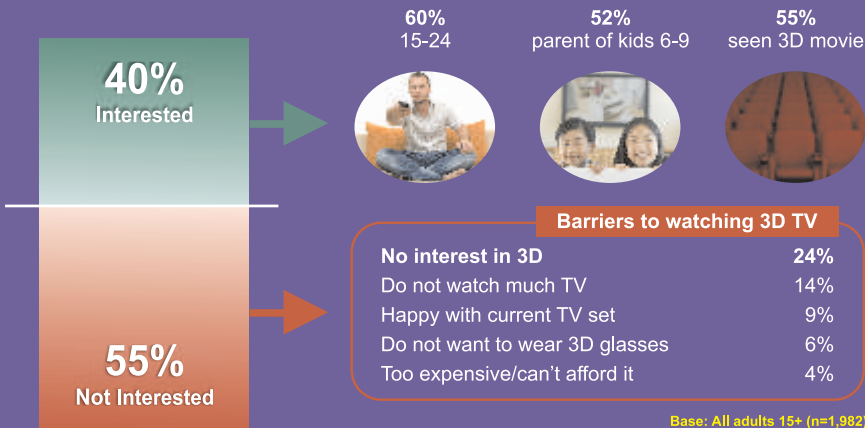 60%
15-24
52%
parent of kids 6-9
55%
seen 3D movie
40%
Interested
Barriers to watching 3D TV
No interest in 3D 24%
Do not watch much TV 14%
Happy with current TV set 9%
Do not want to wear 3D glasses 6%
Too expensive/can’t afford it 4%
55%
Not Interested
Base: All adults 15+ (n=1,982)